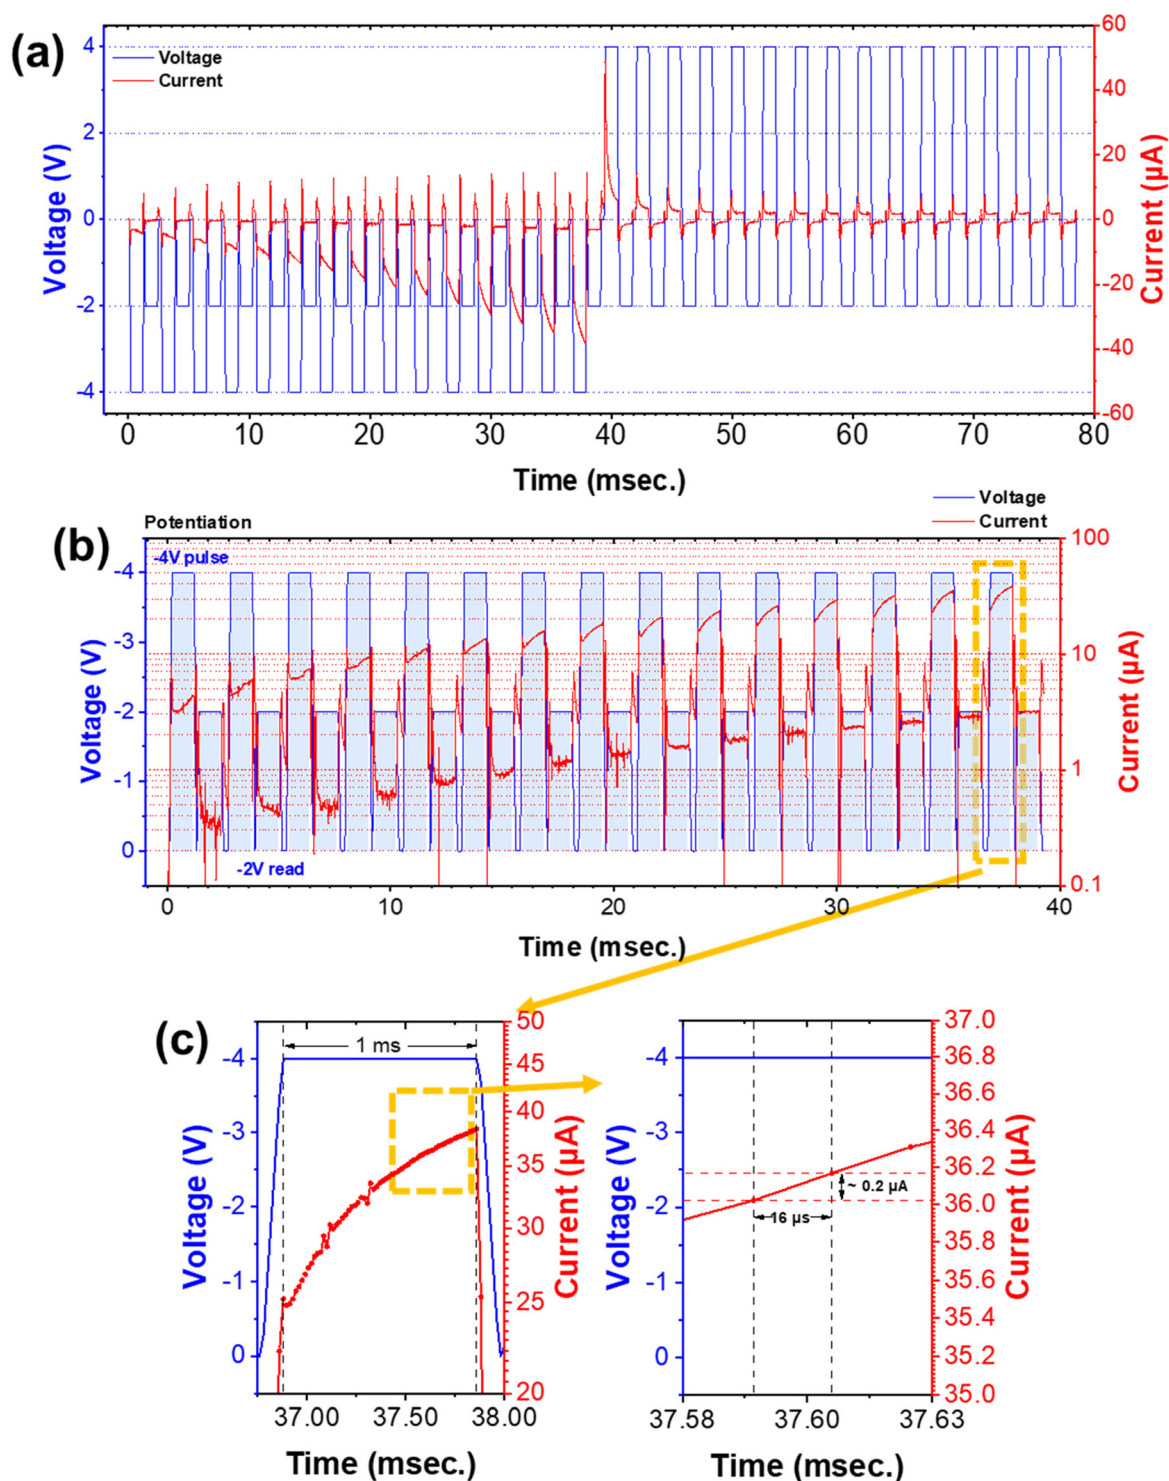 (a)
Voltage
Current
Voltage (V)
4
2
0
-2
-4
60
40
20
0
-20
-40
-60
Current (µA)
0 10 20 30 40 50 60 70 80
Time (msec.)
Voltage
Current
(b)
Potentiation
-4V pulse
-2V read
Voltage (V)
-4
-3
-2
-1
0
100
10
1
0.1
Current (µA)
0 10 20 30 40
Time (msec.)
(c)
1 ms
Voltage (V)
-4
-3
-2
-1
0
50
45
40
35
30
25
20
Current (µA)
37.00 37.50 38.00
Time (msec.)
Voltage (V)
-4
-3
-2
-1
0
~ 0.2 µA
16 µs
37.0
36.8
36.6
36.4
36.2
36.0
35.8
35.6
35.4
35.2
35.0
Current (µA)
37.58 37.60 37.63
Time (msec.)